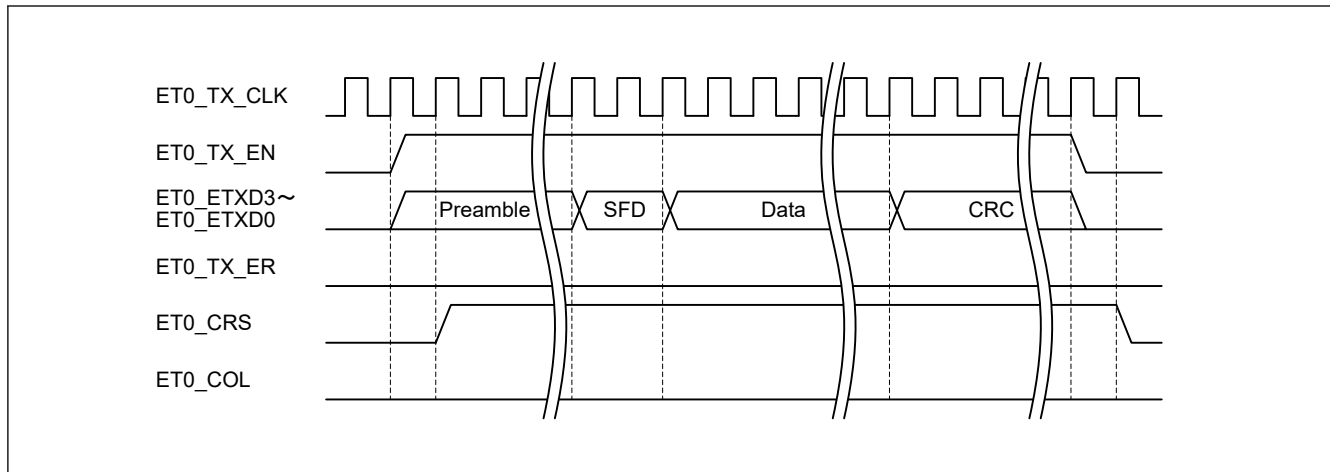 ET0_TX_CLK
ET0_TX_EN
ET0_ETXD3～
ET0_ETXD0
Preamble SFD Data CRC
ET0_TX_ER
ET0_CRS
ET0_COL